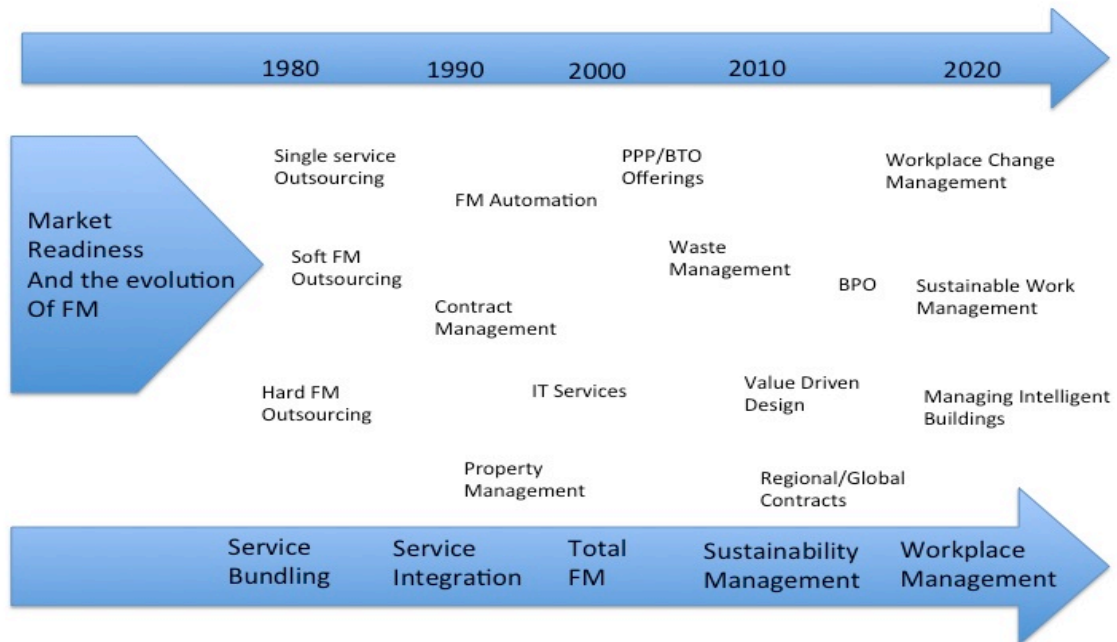 1980 1990 2000 2010 2020
Market
Readiness
And the evolution
Of FM
Single service
Outsourcing
Soft FM
Outsourcing
Hard FM
Outsourcing
FM Automation
Contract
Management
Property
Management
IT Services
PPP/BTO
Offerings
Waste
Management
Value Driven
Design
Regional/Global
Contracts
BPO
Workplace Change
Management
Sustainable Work
Management
Managing Intelligent
Buildings
Service
Bundling
Service
Integration
Total
FM
Sustainability
Management
Workplace
Management